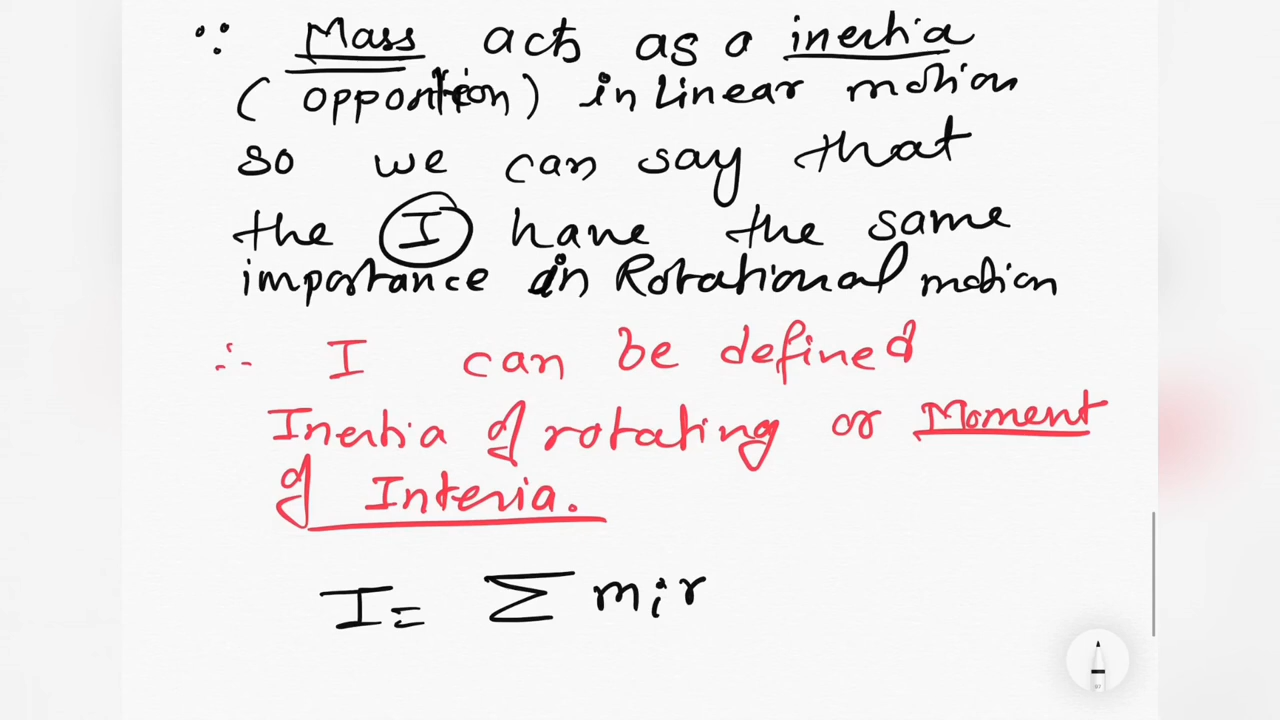 ∵ Mass acts as a inertia
(opposition) in Linear motion
so we can say that
the I have the same
importance in Rotational motion
∴ I can be defined
Inertia of rotating or Moment
of Interia.
I = Σ mᵢr